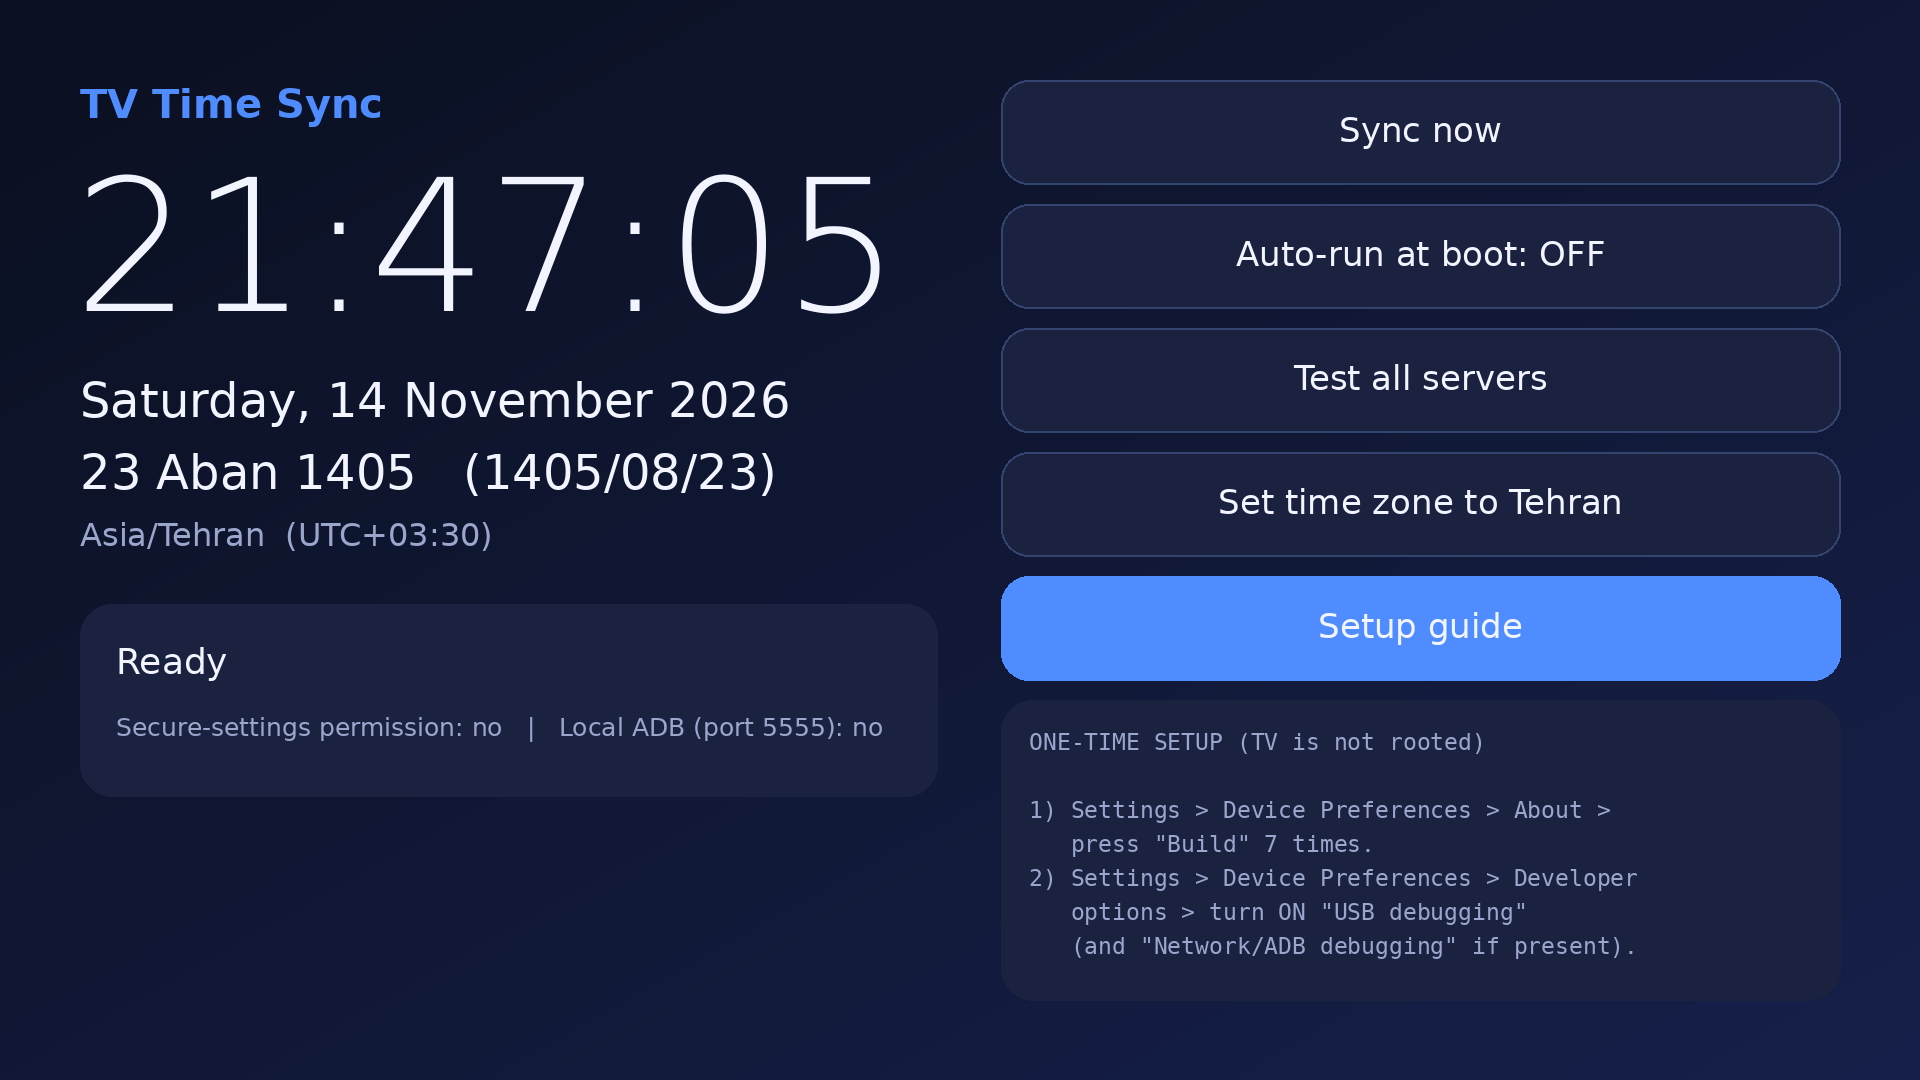 TV Time Sync
21:47:05
Saturday, 14 November 2026
23 Aban 1405   (1405/08/23)
Asia/Tehran  (UTC+03:30)
Ready
Secure-settings permission: no   |   Local ADB (port 5555): no
Sync now
Auto-run at boot: OFF
Test all servers
Set time zone to Tehran
Setup guide
ONE-TIME SETUP (TV is not rooted)
1) Settings > Device Preferences > About >
press "Build" 7 times.
2) Settings > Device Preferences > Developer
options > turn ON "USB debugging"
(and "Network/ADB debugging" if present).